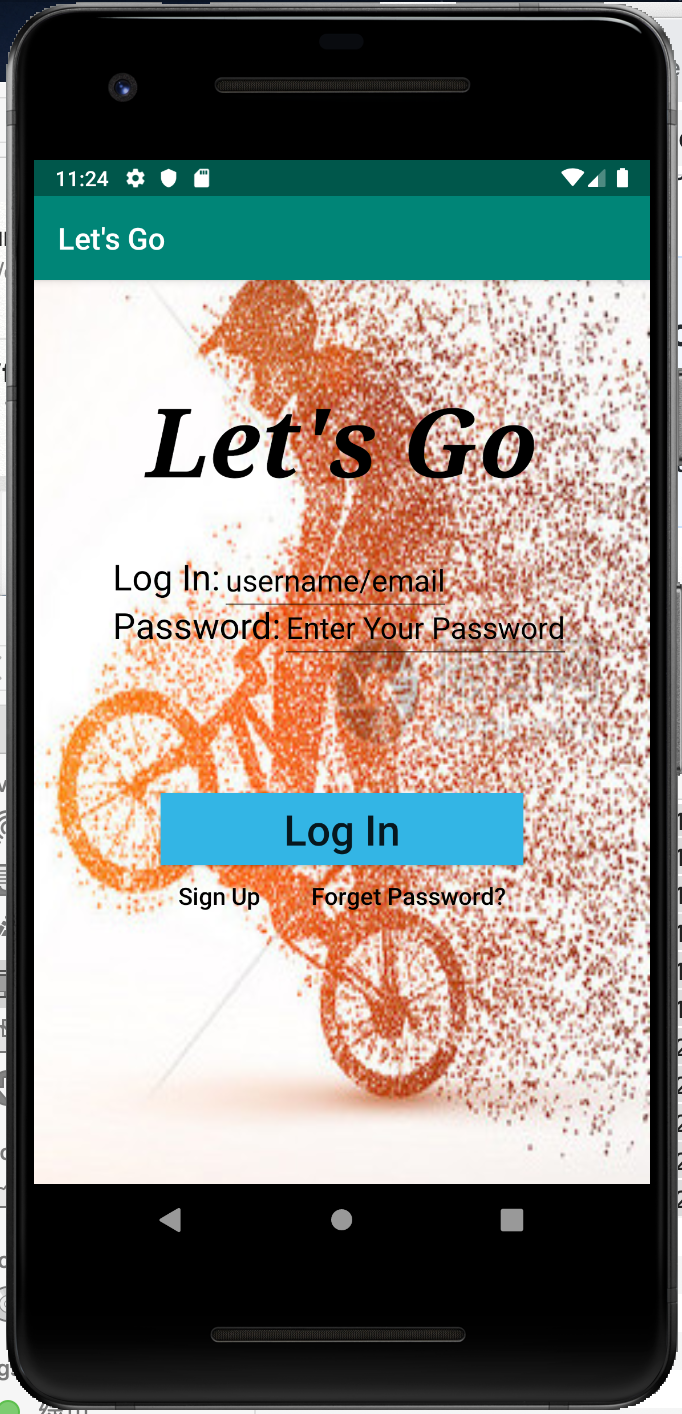 11:24
Let's Go
Let's Go
Log In: username/email
Password: Enter Your Password
Log In
Sign Up Forget Password?